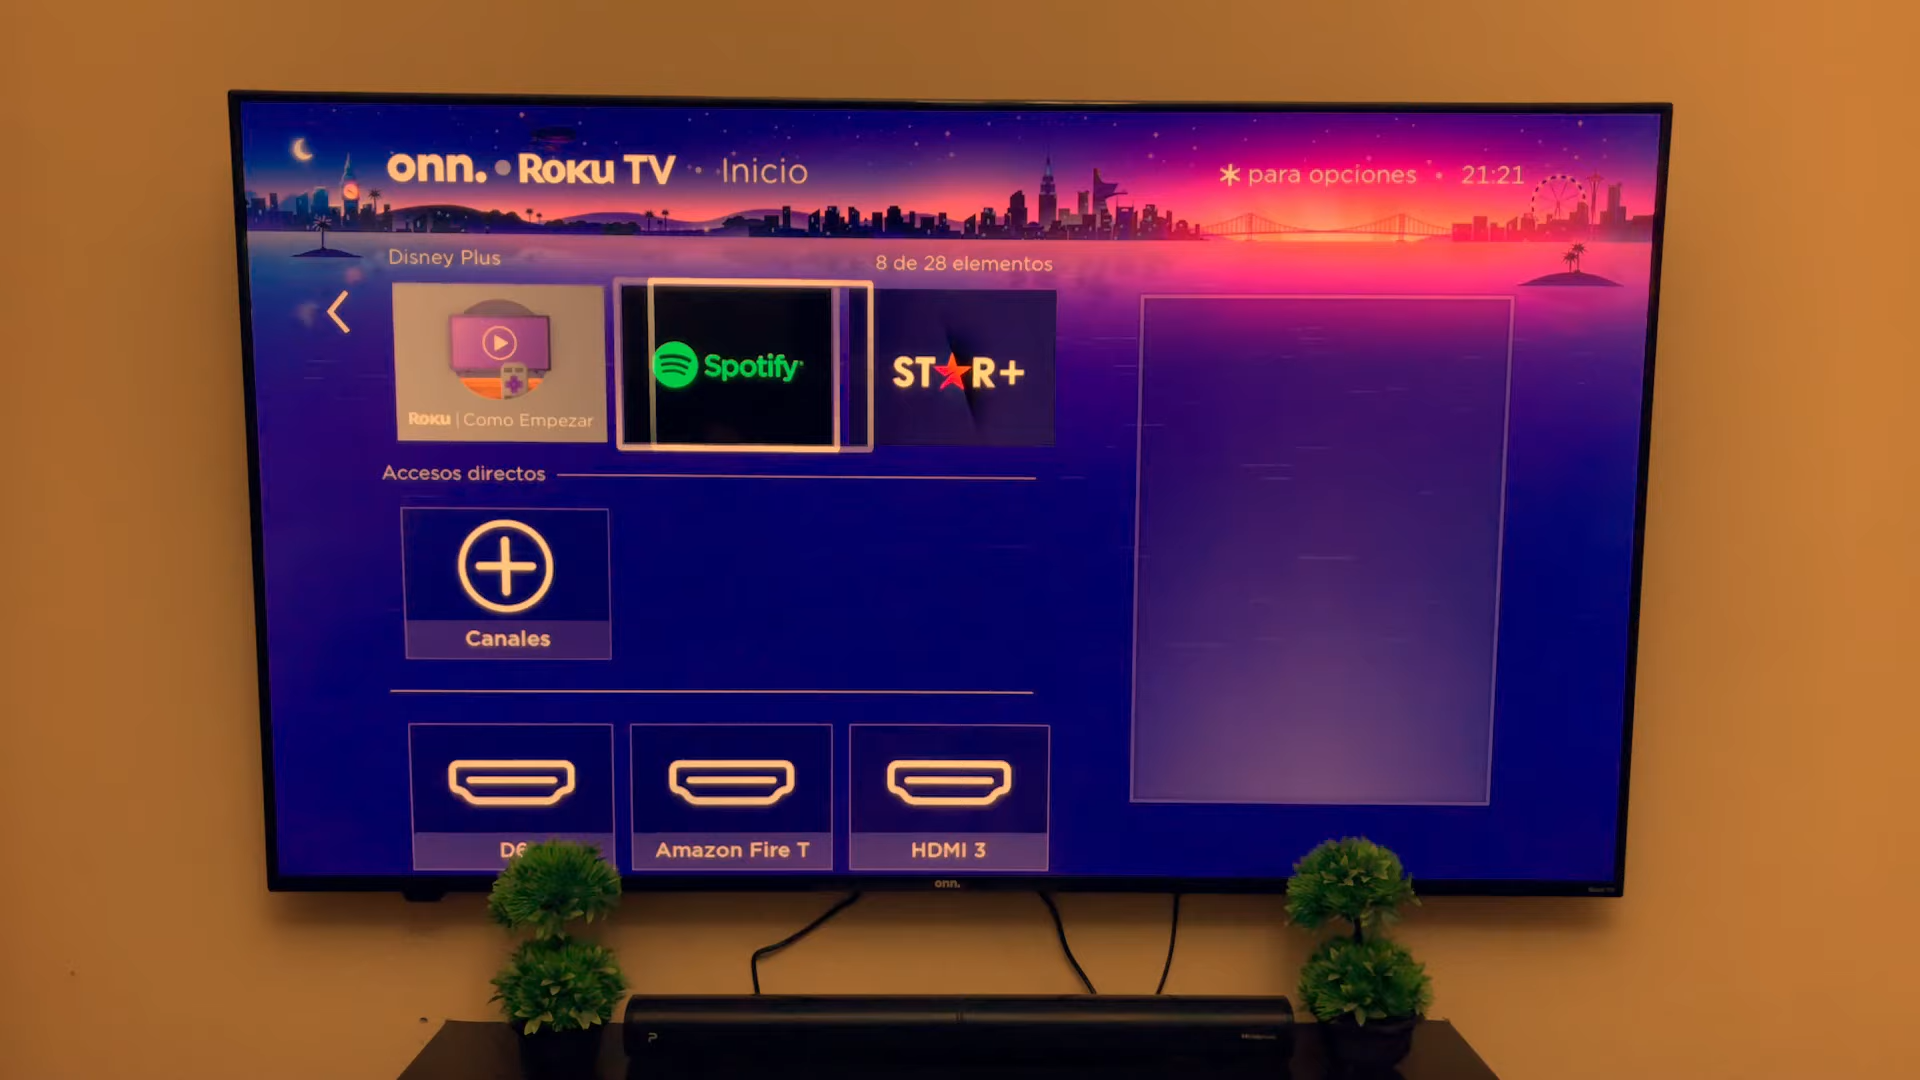 onn. • Roku TV • Inicio
* para opciones • 21:21
Disney Plus
8 de 28 elementos
Roku | Como Empezar
Spotify
STAR+
Accesos directos
Canales
Amazon Fire T
HDMI 3
onn.